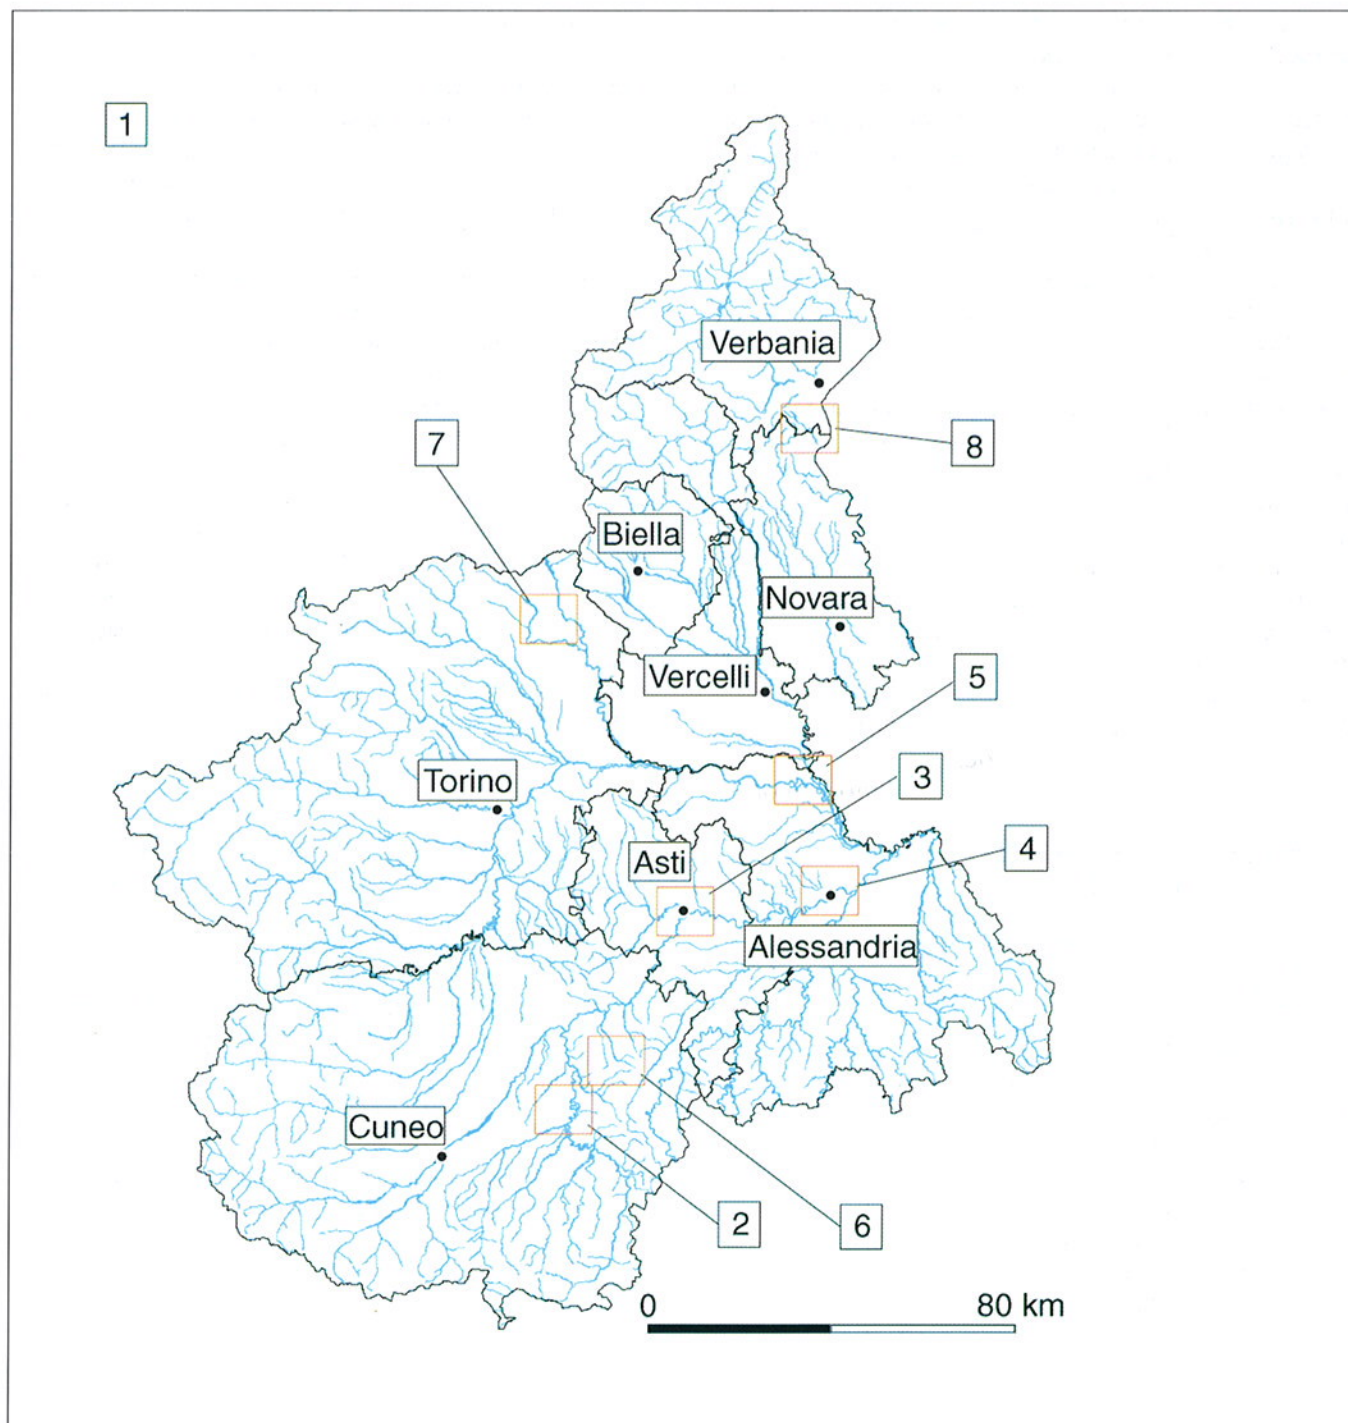 1
Verbania
7
8
Biella
Novara
Vercelli
5
3
Torino
4
Asti
Alessandria
Cuneo
2
6
0 80 km